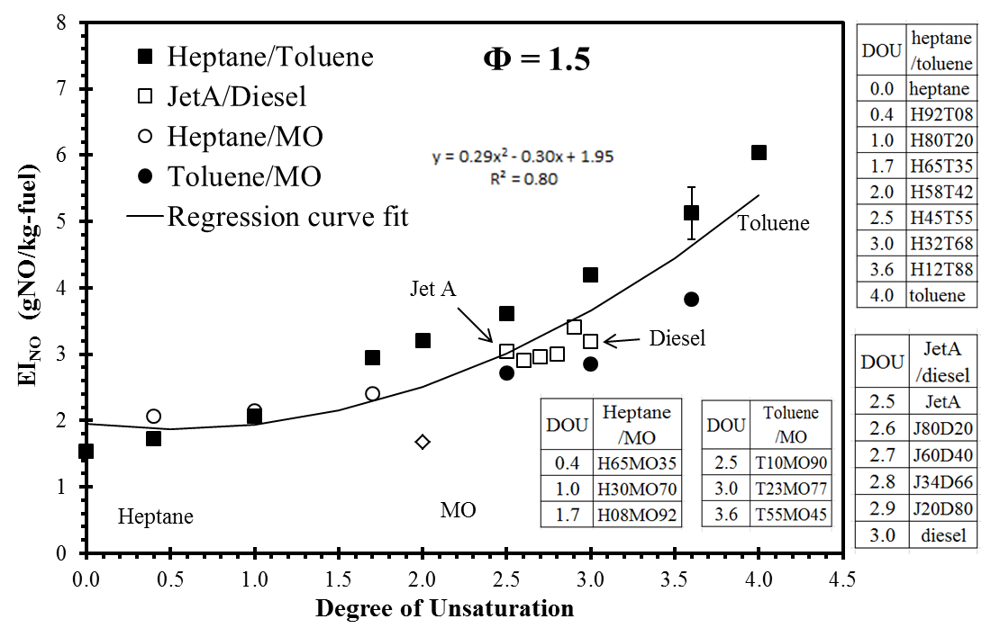 8
7
6
5
4
3
2
1
0
EI_NO (gNO/kg-fuel)
Heptane/Toluene
JetA/Diesel
Heptane/MO
Toluene/MO
Regression curve fit
Φ = 1.5
y = 0.29x² - 0.30x + 1.95
R² = 0.80
Toluene
Jet A
Diesel
Heptane
MO
DOU Heptane
/MO
0.4 H65MO35
1.0 H30MO70
1.7 H08MO92
DOU Toluene
/MO
2.5 T10MO90
3.0 T23MO77
3.6 T55MO45
0.0 0.5 1.0 1.5 2.0 2.5 3.0 3.5 4.0 4.5
Degree of Unsaturation
DOU heptane
/toluene
0.0 heptane
0.4 H92T08
1.0 H80T20
1.7 H65T35
2.0 H58T42
2.5 H45T55
3.0 H32T68
3.6 H12T88
4.0 toluene
DOU JetA
/diesel
2.5 JetA
2.6 J80D20
2.7 J60D40
2.8 J34D66
2.9 J20D80
3.0 diesel